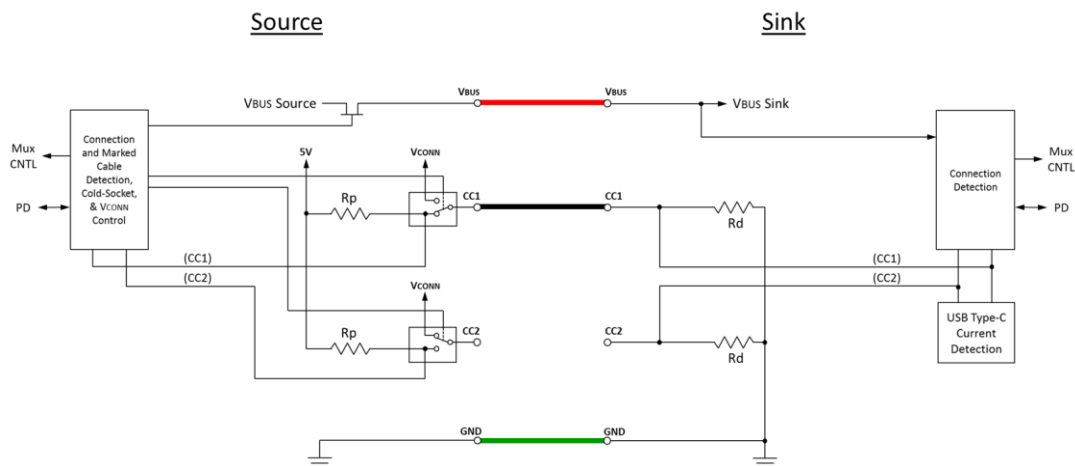 Source
Sink
VBUS Source
VBUS
VBUS
VBUS Sink
Connection
and Marked
Cable
Detection,
Cold-Socket,
& VCONN
Control
Mux
CNTL
PD
5V
Rp
VCONN
CC1
CC1
Rd
Connection
Detection
Mux
CNTL
PD
(CC1)
(CC2)
(CC1)
(CC2)
Rp
VCONN
CC2
CC2
Rd
USB Type-C
Current
Detection
GND
GND